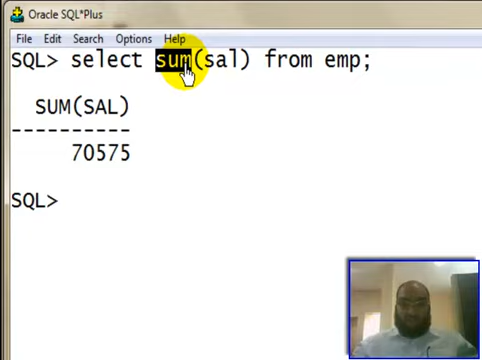 Oracle SQL*Plus
File Edit Search Options Help
SQL> select sum(sal) from emp;
SUM(SAL)
----------
70575
SQL>